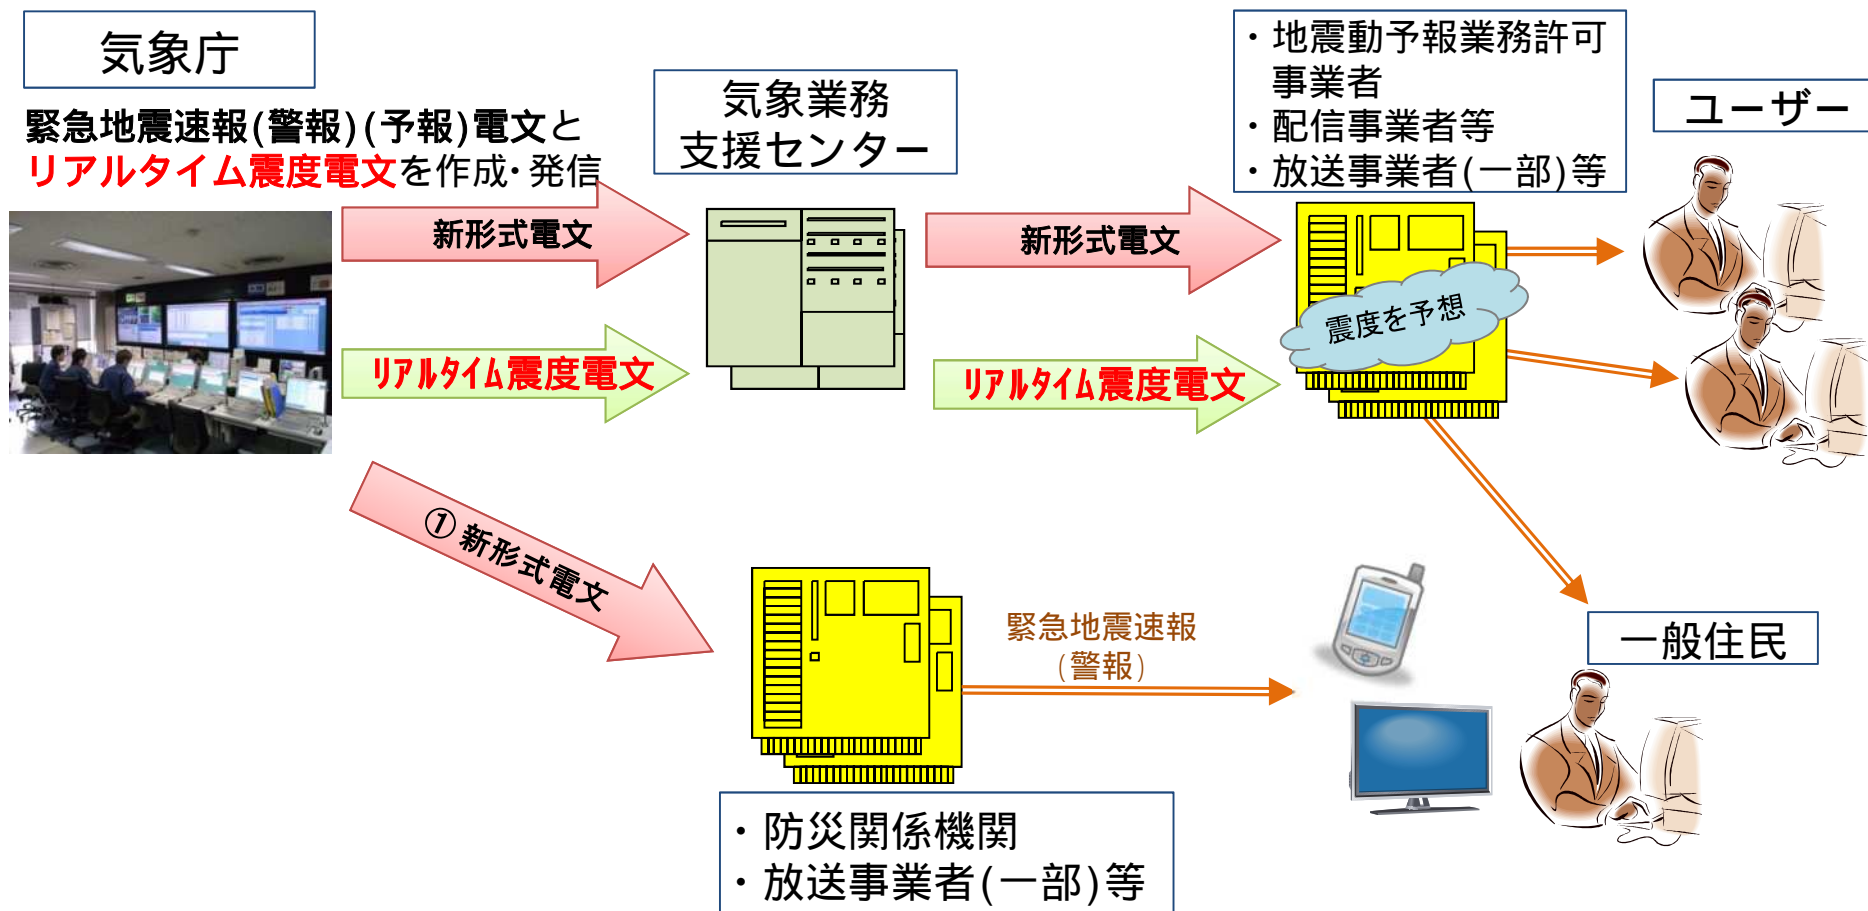 気象庁
緊急地震速報(警報)(予報)電文と
リアルタイム震度電文を作成・発信
気象業務
支援センター
・地震動予報業務許可
事業者
・配信事業者等
・放送事業者(一部)等
ユーザー
新形式電文
新形式電文
震度を予想
リアルタイム震度電文
リアルタイム震度電文
① 新形式電文
緊急地震速報
(警報)
一般住民
・防災関係機関
・放送事業者(一部)等